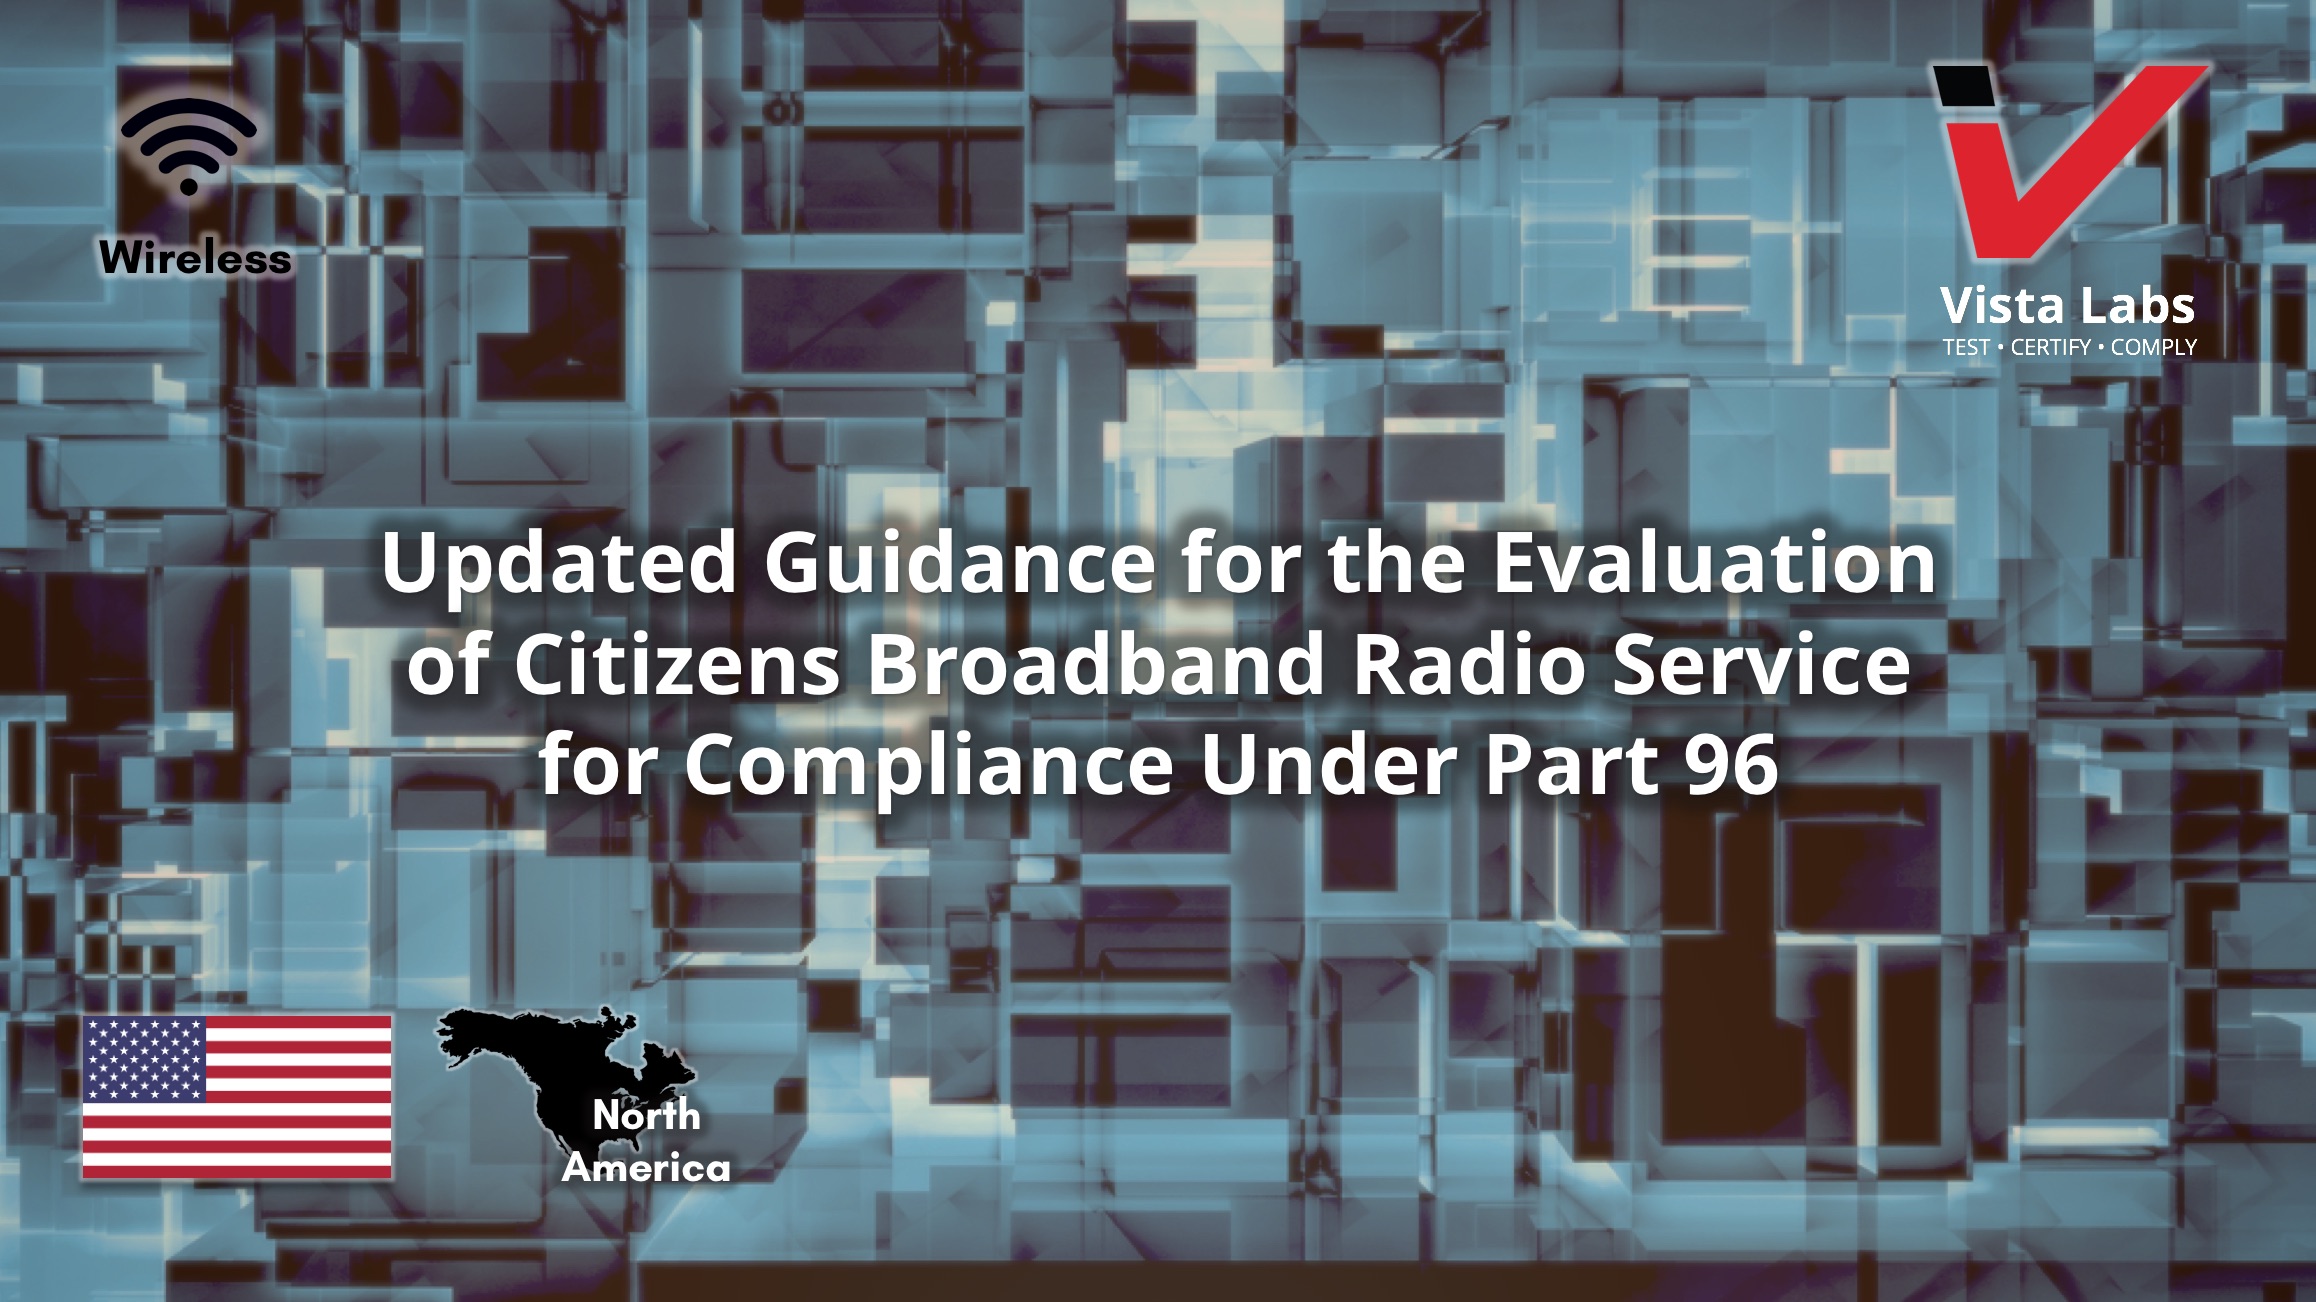 Wireless
Vista Labs
TEST • CERTIFY • COMPLY
Updated Guidance for the Evaluation
of Citizens Broadband Radio Service
for Compliance Under Part 96
North
America